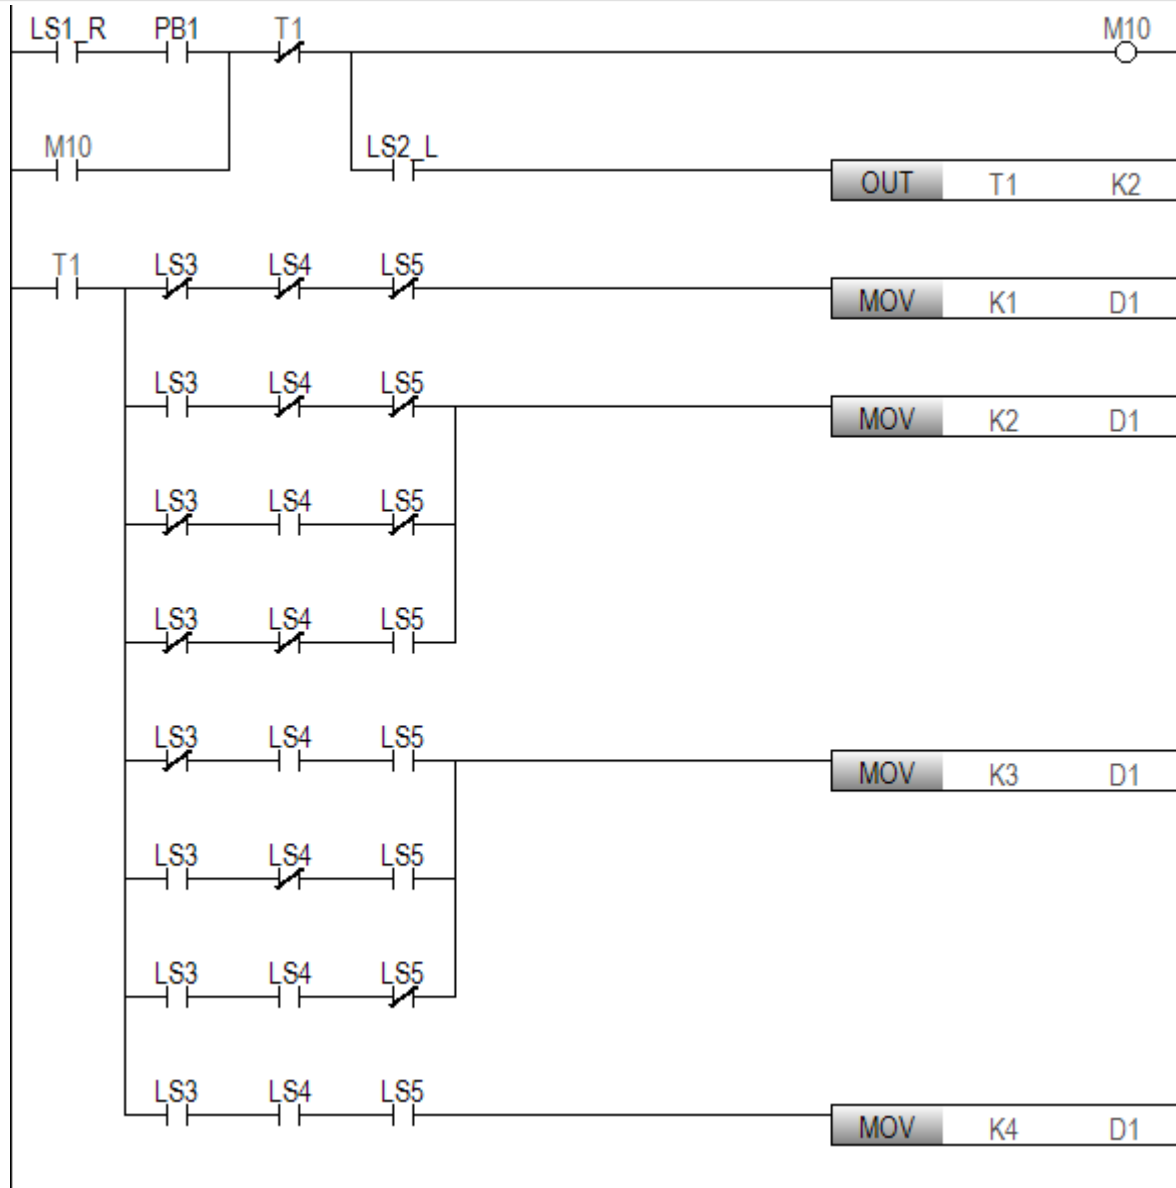 LS1_R PB1 T1 M10
M10 LS2_L
OUT T1 K2
T1 LS3 LS4 LS5
MOV K1 D1
LS3 LS4 LS5
MOV K2 D1
LS3 LS4 LS5
LS3 LS4 LS5
LS3 LS4 LS5
MOV K3 D1
LS3 LS4 LS5
LS3 LS4 LS5
LS3 LS4 LS5
MOV K4 D1